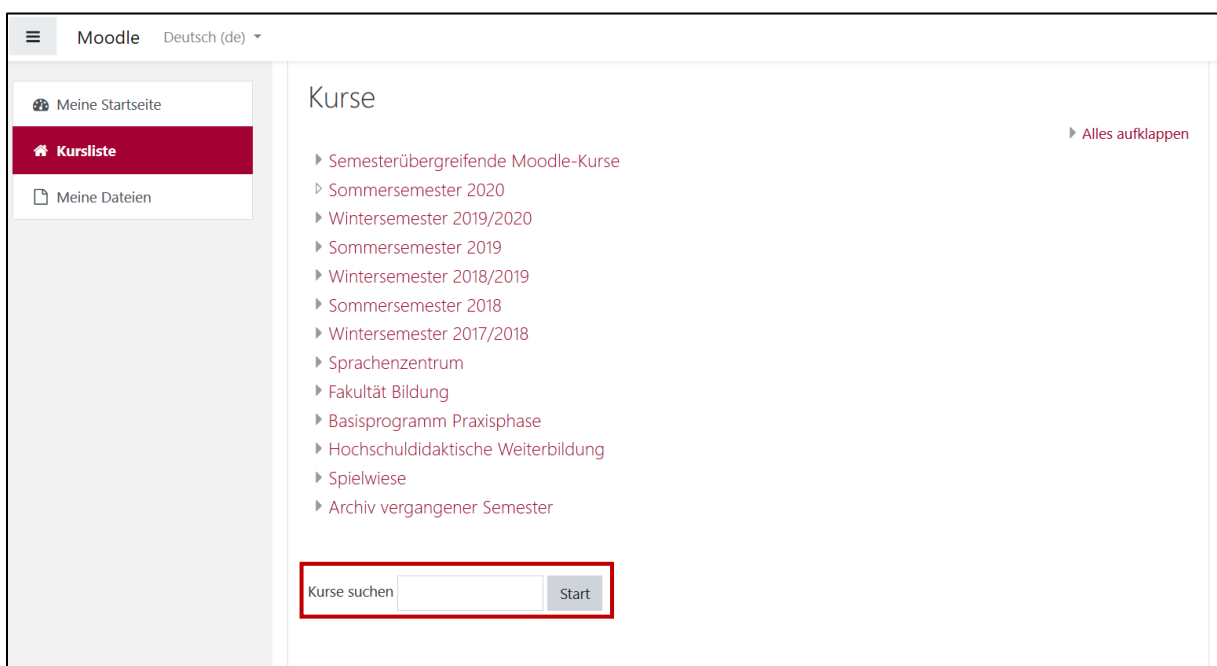 Moodle Deutsch (de)
Meine Startseite
Kursliste
Meine Dateien
Kurse
Alles aufklappen
Semesterübergreifende Moodle-Kurse
Sommersemester 2020
Wintersemester 2019/2020
Sommersemester 2019
Wintersemester 2018/2019
Sommersemester 2018
Wintersemester 2017/2018
Sprachenzentrum
Fakultät Bildung
Basisprogramm Praxisphase
Hochschuldidaktische Weiterbildung
Spielwiese
Archiv vergangener Semester
Kurse suchen Start